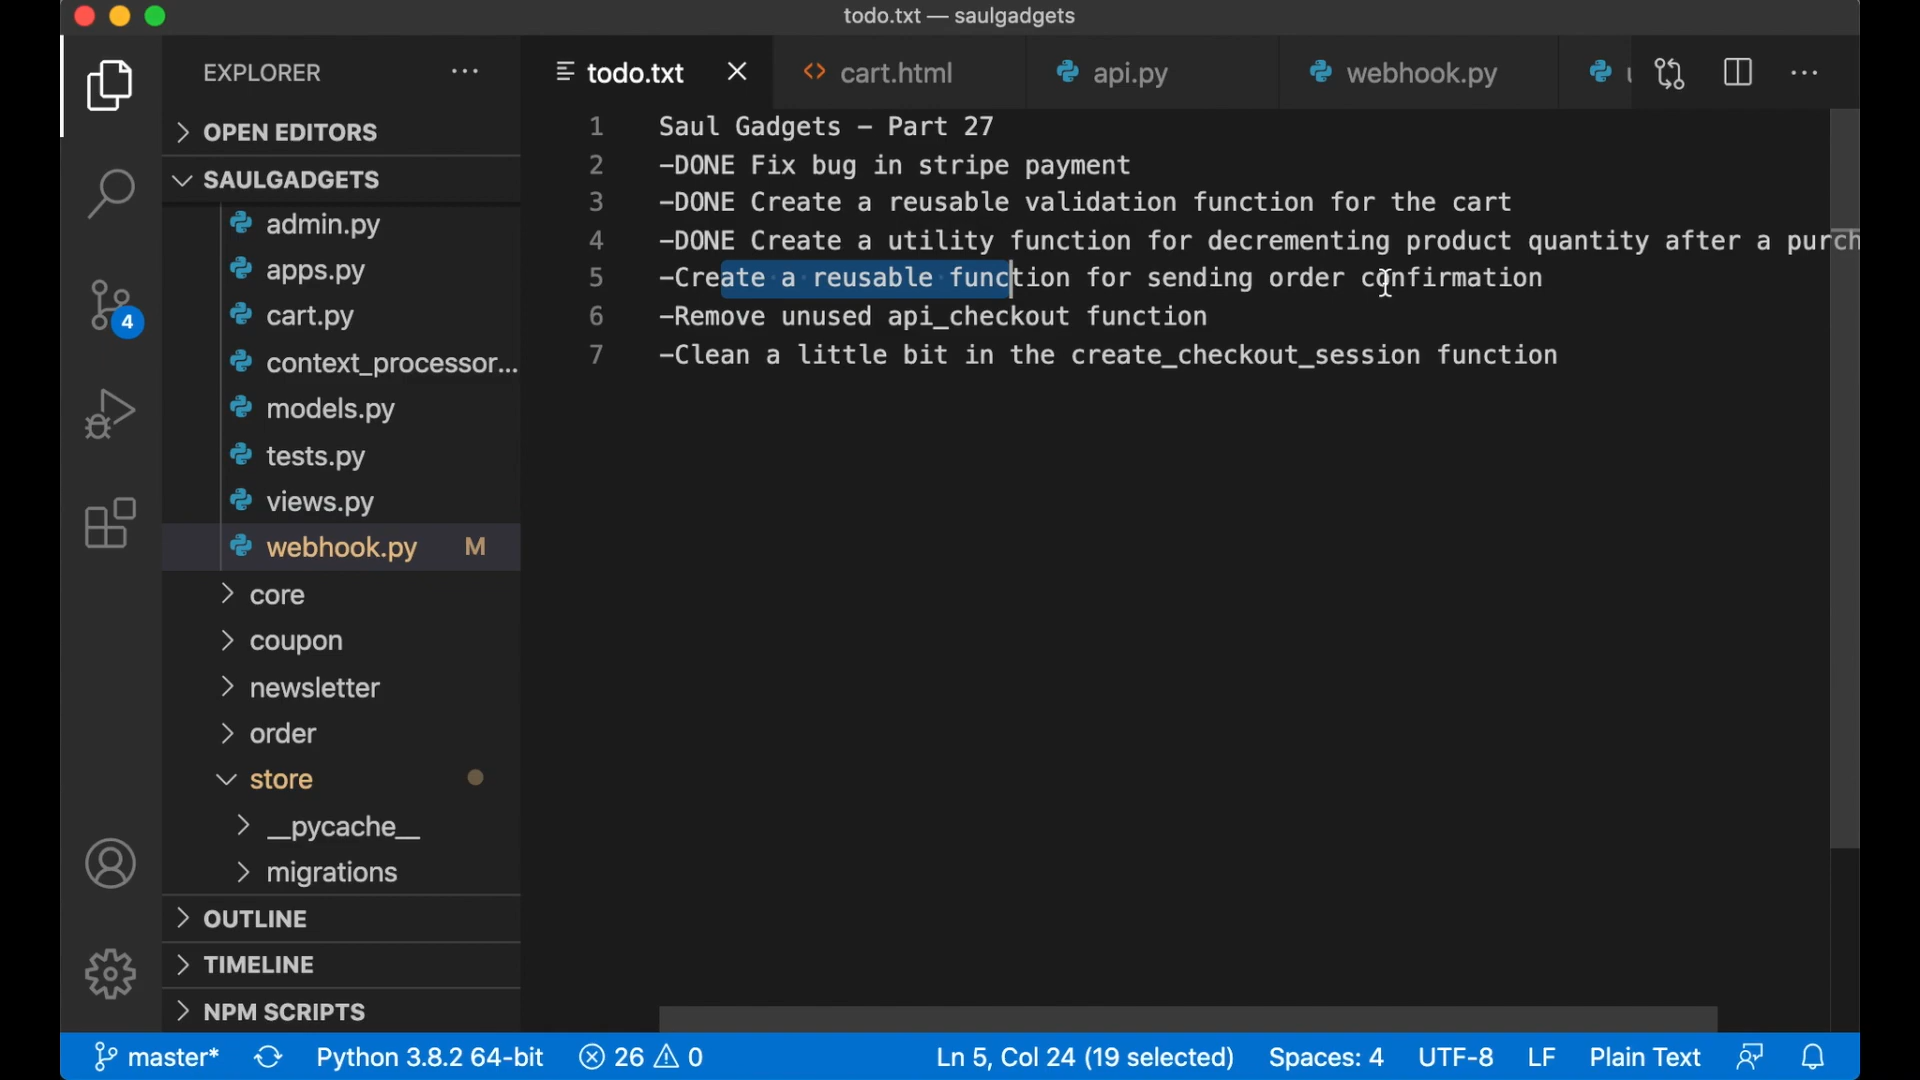 todo.txt — saulgadgets
EXPLORER
todo.txt
cart.html
api.py
webhook.py
OPEN EDITORS
SAULGADGETS
admin.py
apps.py
cart.py
context_processor...
models.py
tests.py
views.py
webhook.py M
core
coupon
newsletter
order
store
__pycache__
migrations
OUTLINE
TIMELINE
NPM SCRIPTS
4
1 Saul Gadgets - Part 27
2 -DONE Fix bug in stripe payment
3 -DONE Create a reusable validation function for the cart
4 -DONE Create a utility function for decrementing product quantity after a purch
5 -Create a reusable function for sending order confirmation
6 -Remove unused api_checkout function
7 -Clean a little bit in the create_checkout_session function
master* Python 3.8.2 64-bit 26 0 Ln 5, Col 24 (19 selected) Spaces: 4 UTF-8 LF Plain Text